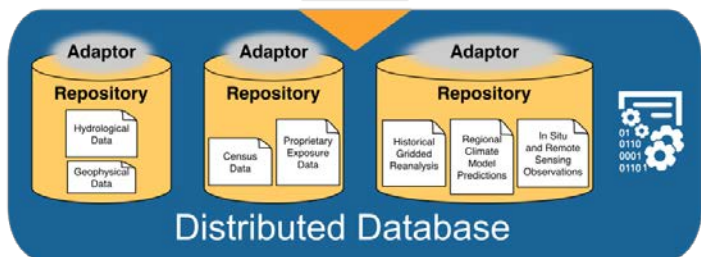 Adaptor
Repository
Hydrological
Data
Geophysical
Data
Adaptor
Repository
Census
Data
Proprietary
Exposure
Data
Adaptor
Repository
Historical
Gridded
Reanalysis
Regional
Climate
Model
Predictions
In Situ
and Remote
Sensing
Observations
01
0110
0001
0110 1
Distributed Database